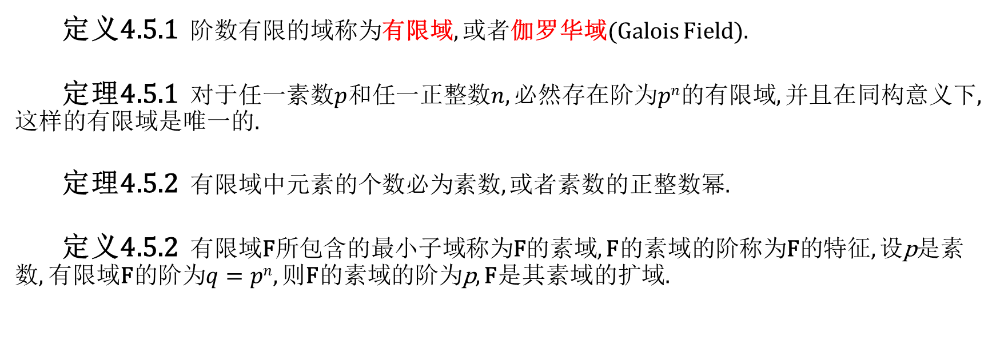 定义4.5.1 阶数有限的域称为有限域, 或者伽罗华域(Galois Field).
定理4.5.1 对于任一素数p和任一正整数n, 必然存在阶为pⁿ的有限域, 并且在同构意义下,
这样的有限域是唯一的.
定理4.5.2 有限域中元素的个数必为素数, 或者素数的正整数幂.
定义4.5.2 有限域F所包含的最小子域称为F的素域, F的素域的阶称为F的特征, 设p是素
数, 有限域F的阶为q = pⁿ, 则F的素域的阶为p, F是其素域的扩域.